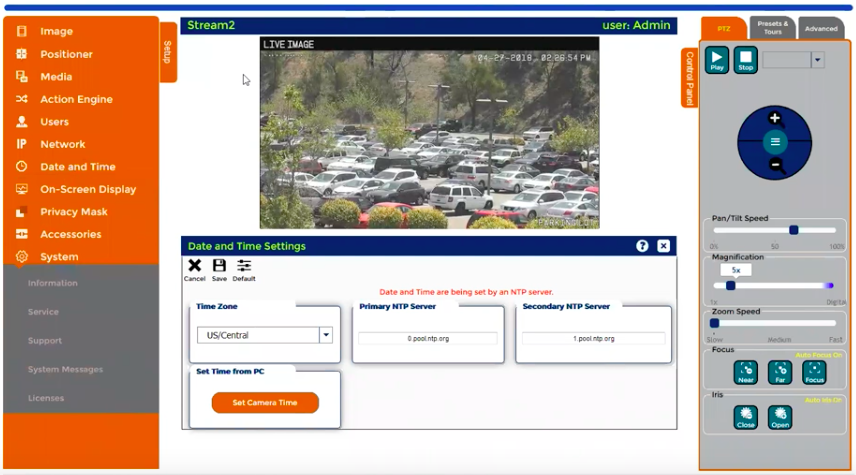 Image
Positioner
Media
Action Engine
Users
IP Network
Date and Time
On-Screen Display
Privacy Mask
Accessories
System
Information
Service
Support
System Messages
Licenses
Setup
Stream2 user: Admin
LIVE IMAGE
04-27-2018, 02:26:54 PM
PARKING LOT
Date and Time Settings ?
Cancel Save Default
Date and Time are being set by an NTP server.
Time Zone
US/Central
Primary NTP Server
0.pool.ntp.org
Secondary NTP Server
1.pool.ntp.org
Set Time from PC
Set Camera Time
Control Panel
PTZ
Presets & Tours
Advanced
Play Stop
Pan/Tilt Speed
0% 50 100%
Magnification
5x
1x Digital
Zoom Speed
Slow Medium Fast
Focus
Auto Focus On
Near Far Focus
Iris
Auto Iris On
Close Open